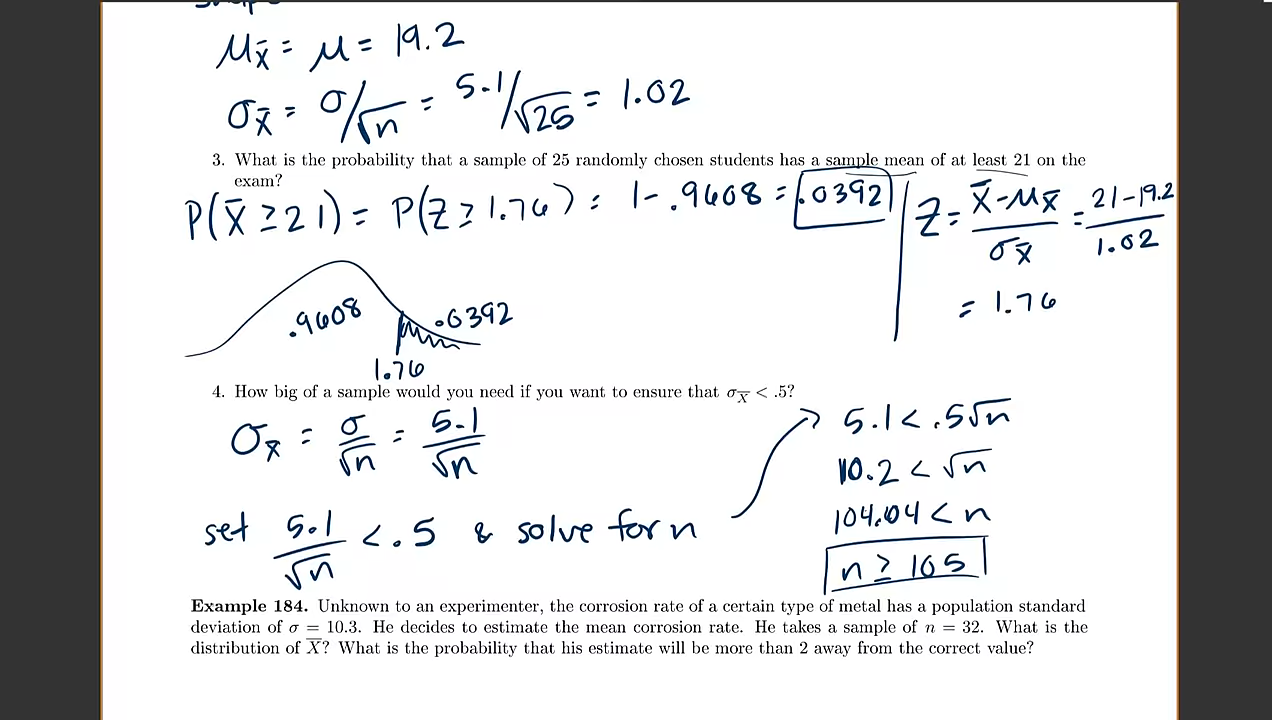 μx̄ = μ = 19.2
σx̄ = σ/√n = 5.1/√25 = 1.02
3. What is the probability that a sample of 25 randomly chosen students has a sample mean of at least 21 on the
exam?
P(x̄ ≥ 21) = P(Z ≥ 1.76) = 1 - .9608 = .0392
Z = x̄ - μx̄ / σx̄ = 21 - 19.2 / 1.02
= 1.76
.9608
.0392
1.76
4. How big of a sample would you need if you want to ensure that σX̅ < .5?
σx̄ = σ/√n = 5.1/√n
set 5.1/√n < .5 & solve for n
5.1 < .5√n
10.2 < √n
104.04 < n
n ≥ 105
Example 184. Unknown to an experimenter, the corrosion rate of a certain type of metal has a population standard
deviation of σ = 10.3. He decides to estimate the mean corrosion rate. He takes a sample of n = 32. What is the
distribution of X̅? What is the probability that his estimate will be more than 2 away from the correct value?